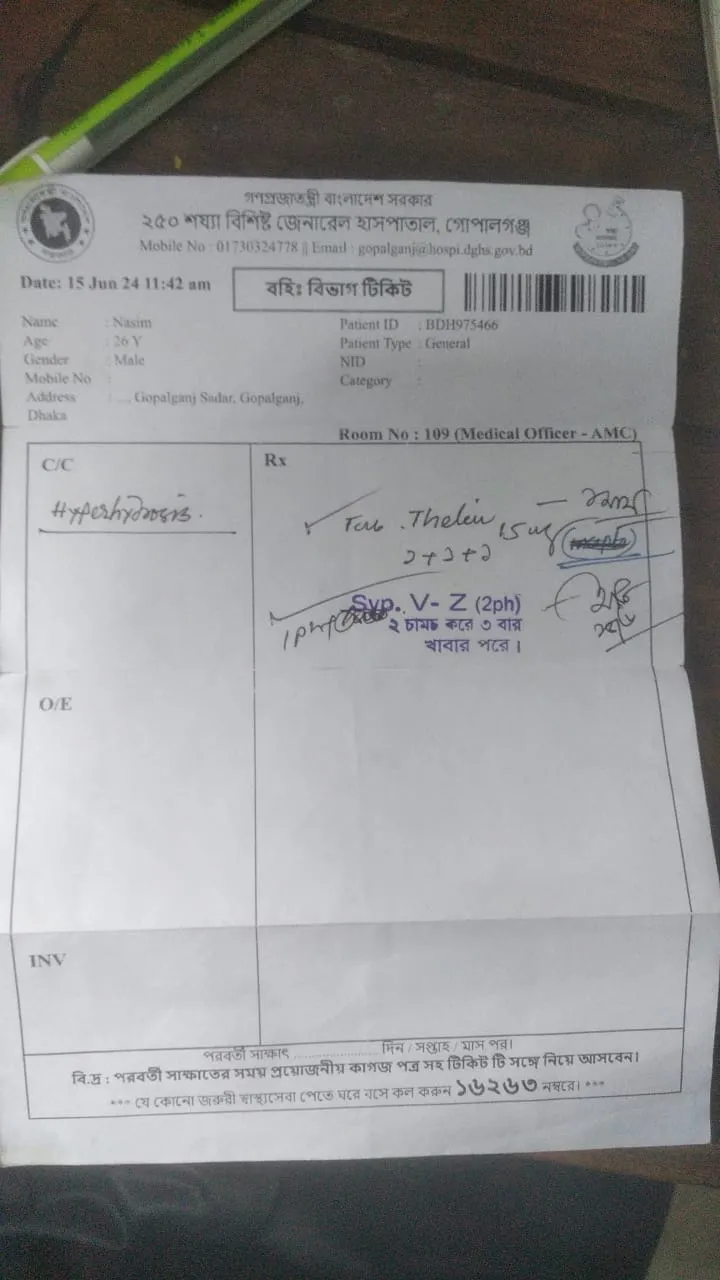 গণপ্রজাতন্ত্রী বাংলাদেশ সরকার
২৫০ শয্যা বিশিষ্ট জেনারেল হাসপাতাল, গোপালগঞ্জ
Mobile No : 01730324778 || Email : gopalganj@hospi.dghs.gov.bd
Date: 15 Jun 24 11:42 am
বহিঃ বিভাগ টিকিট
Name : Nasim
Age : 26 Y
Gender : Male
Mobile No :
Address : ..., Gopalganj Sadar, Gopalganj,
Dhaka
Patient ID : BDH975466
Patient Type : General
NID :
Category :
Room No : 109 (Medical Officer - AMC)
C/C
Hyperhydrosis.
Rx
Tab. 15 mg
১+১+১
Syp. V- Z (2ph)
২ চামচ করে ৩ বার
খাবার পরে।
O/E
INV
পরবর্তী সাক্ষাৎ ........................ দিন / সপ্তাহ / মাস পর।
বি.দ্র : পরবর্তী সাক্ষাতের সময় প্রয়োজনীয় কাগজ পত্র সহ টিকিট টি সঙ্গে নিয়ে আসবেন।
*** যে কোনো জরুরী স্বাস্থ্যসেবা পেতে ঘরে বসে কল করুন ১৬২৬৩ নম্বরে। ***